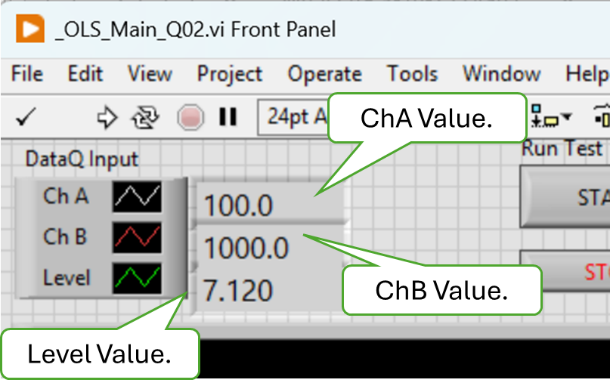 _OLS_Main_Q02.vi Front Panel
File Edit View Project Operate Tools Window Help
24pt A
ChA Value.
DataQ Input
Run Test
Ch A
100.0
STA
Ch B
1000.0
Level
7.120
STO
ChB Value.
Level Value.